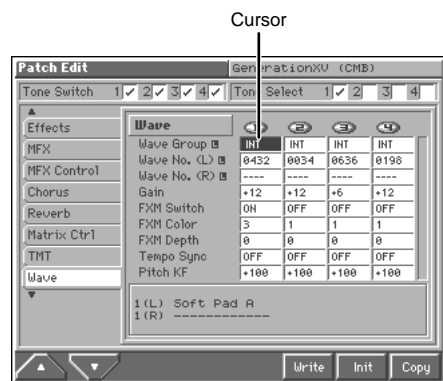 Cursor
Patch Edit GenerationXV (CMB)
Tone Switch 1 2 3 4 Tone Select 1 2 3 4
Effects
MFX
MFX Control
Chorus
Reverb
Matrix Ctrl
TMT
Wave
Wave 1 2 3 4
Wave Group INT INT INT INT
Wave No. (L) 0432 0034 0636 0198
Wave No. (R) ---- ---- ---- ----
Gain +12 +12 +6 +12
FXM Switch ON OFF OFF OFF
FXM Color 3 1 1 1
FXM Depth 0 0 0 0
Tempo Sync OFF OFF OFF OFF
Pitch KF +100 +100 +100 +100
1(L) Soft Pad A
1(R) ------------
Write Init Copy